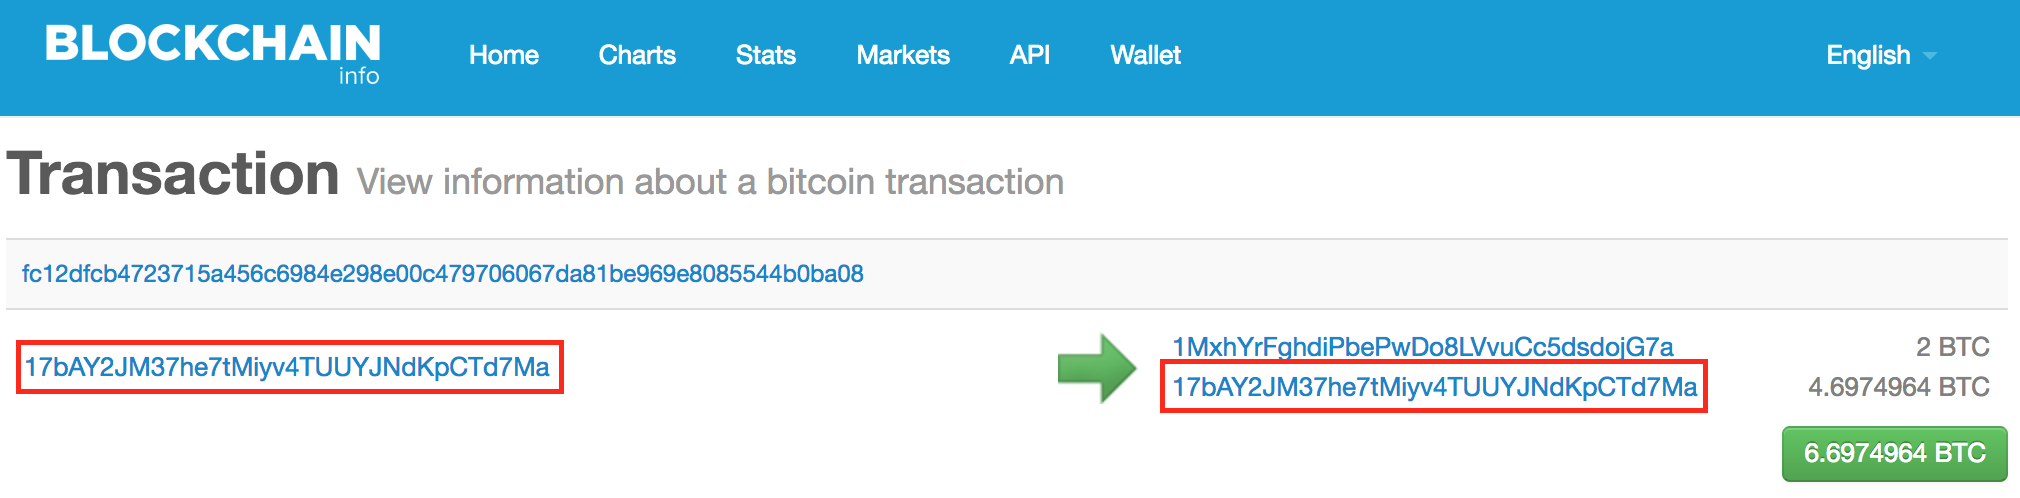 BLOCKCHAIN
info
Home Charts Stats Markets API Wallet English
Transaction View information about a bitcoin transaction
fc12dfcb4723715a456c6984e298e00c479706067da81be969e8085544b0ba08
17bAY2JM37he7tMiyv4TUUYJNdKpCTd7Ma
1MxhYrFghdiPbePwDo8LVvuCc5dsdojG7a 2 BTC
17bAY2JM37he7tMiyv4TUUYJNdKpCTd7Ma 4.6974964 BTC
6.6974964 BTC